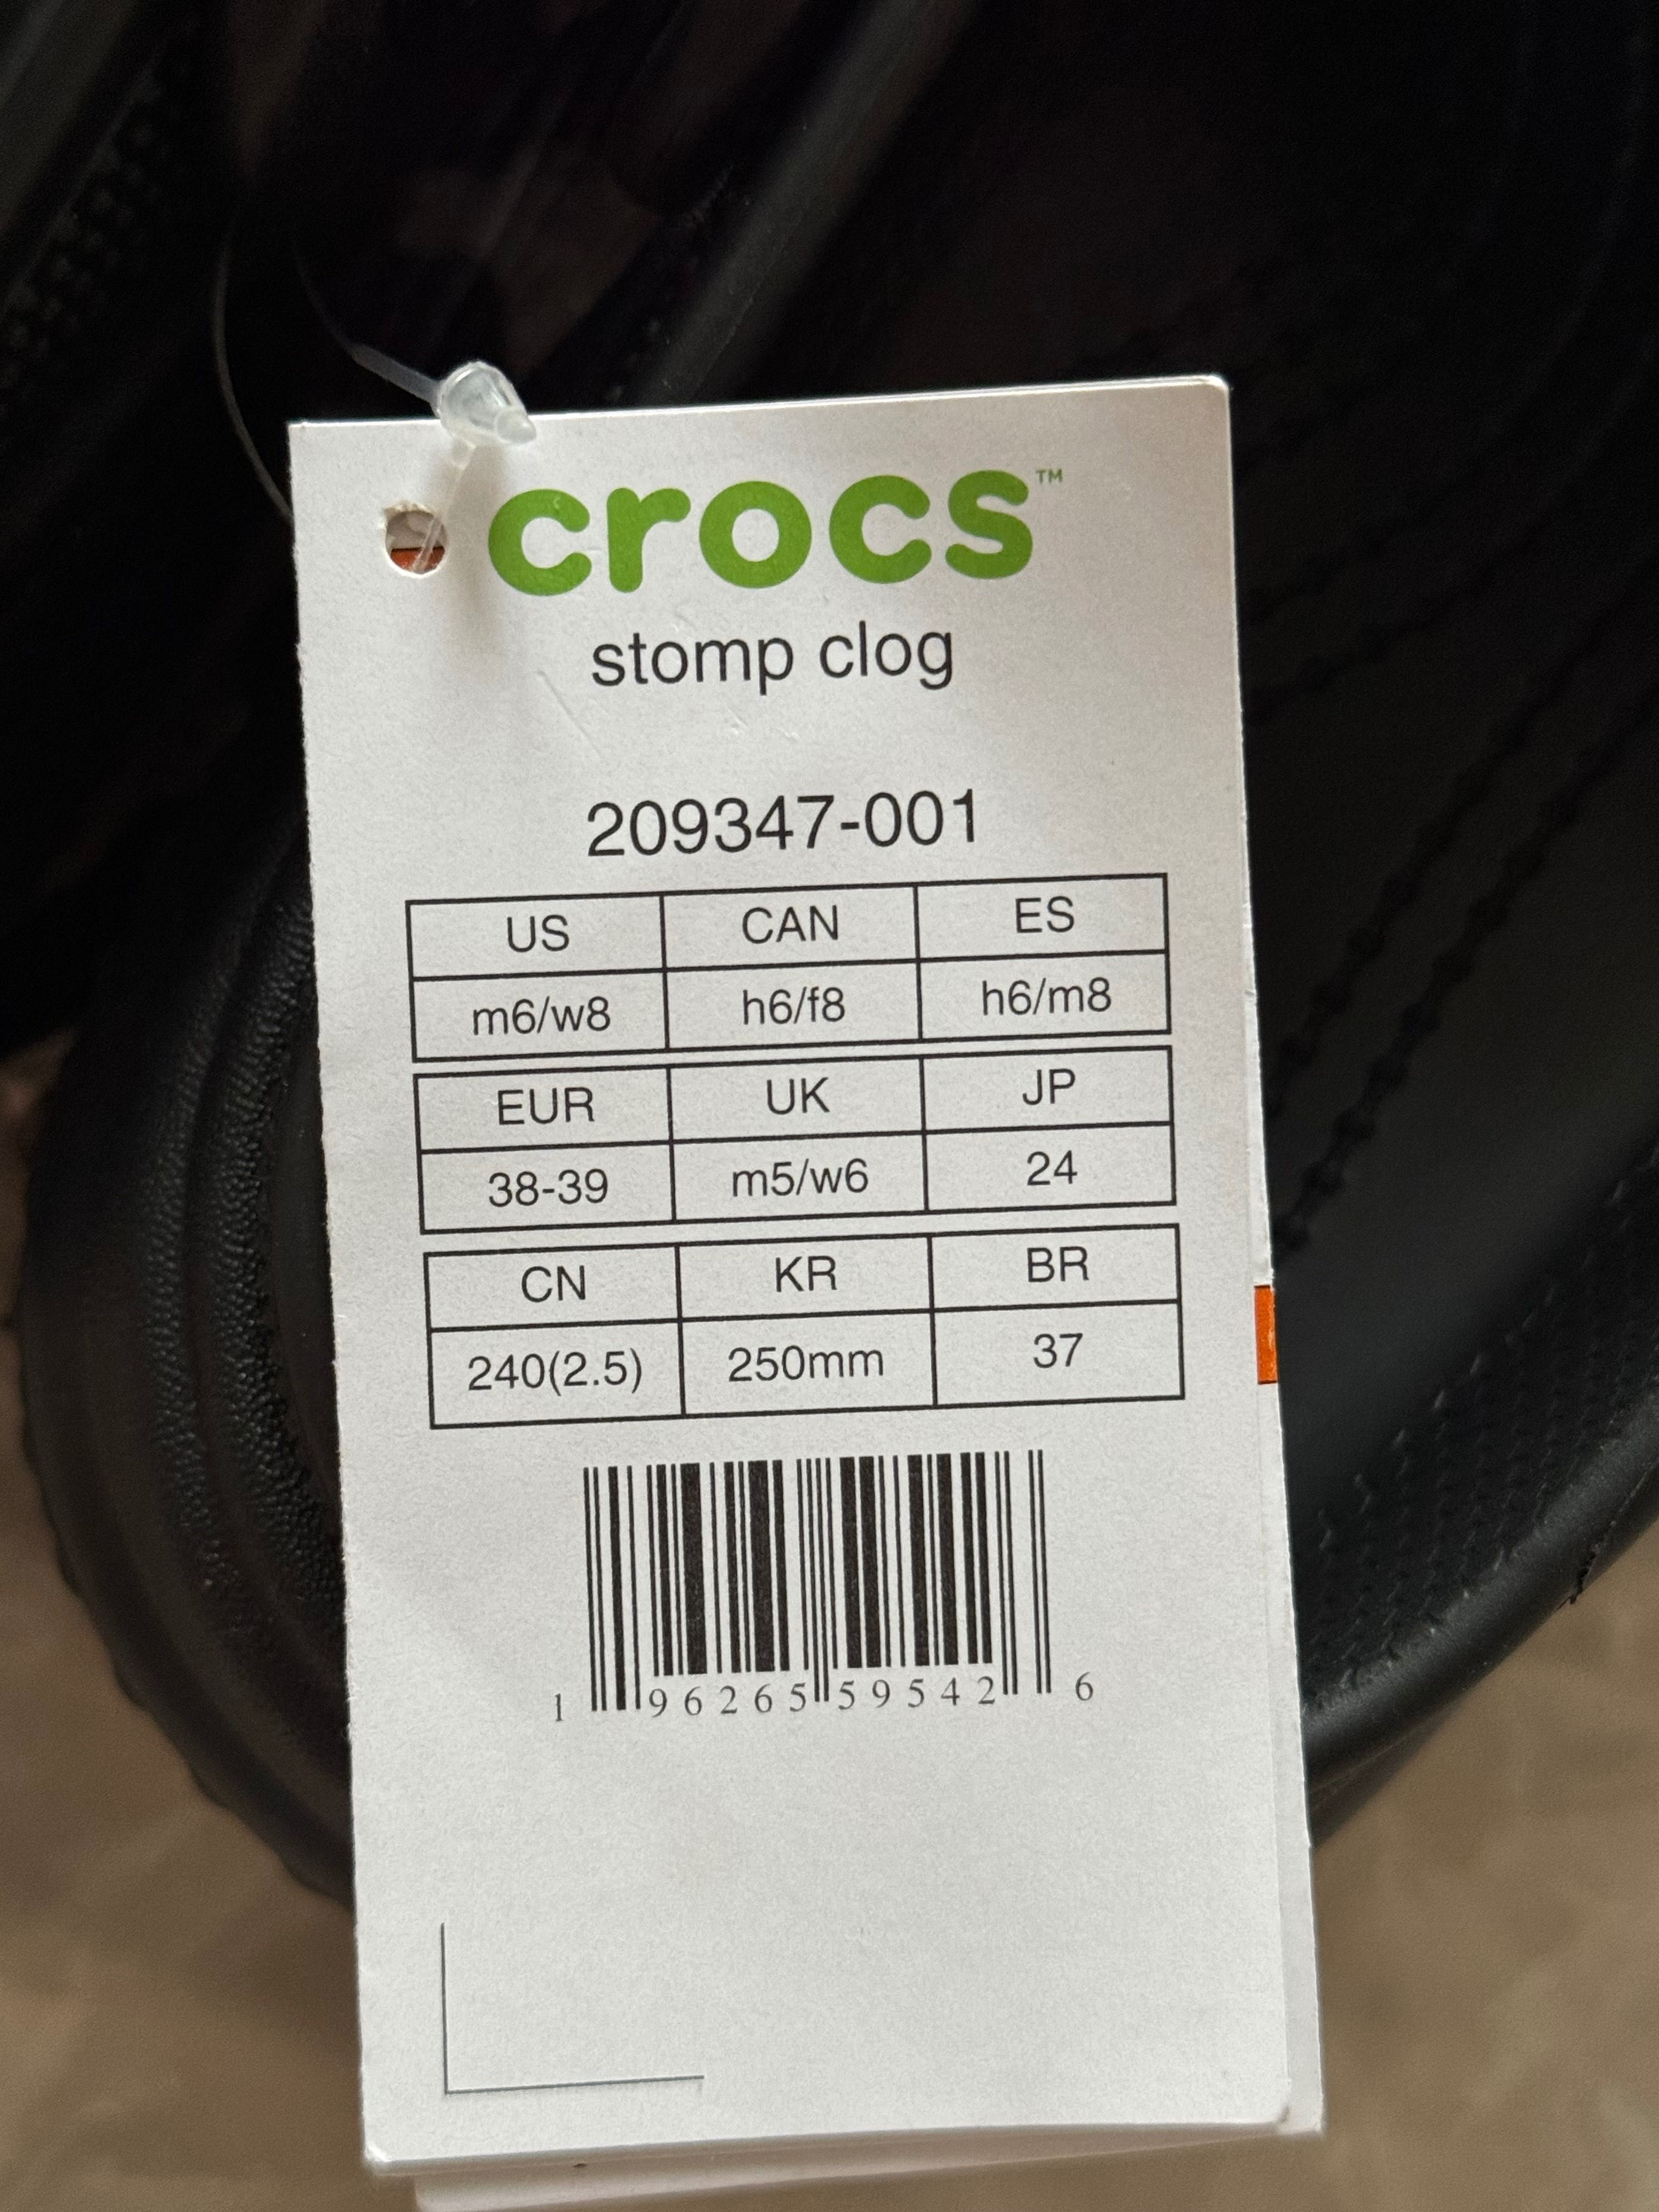 crocs™
stomp clog
209347-001
US CAN ES
m6/w8 h6/f8 h6/m8
EUR UK JP
38-39 m5/w6 24
CN KR BR
240(2.5) 250mm 37
1 96265 59542 6